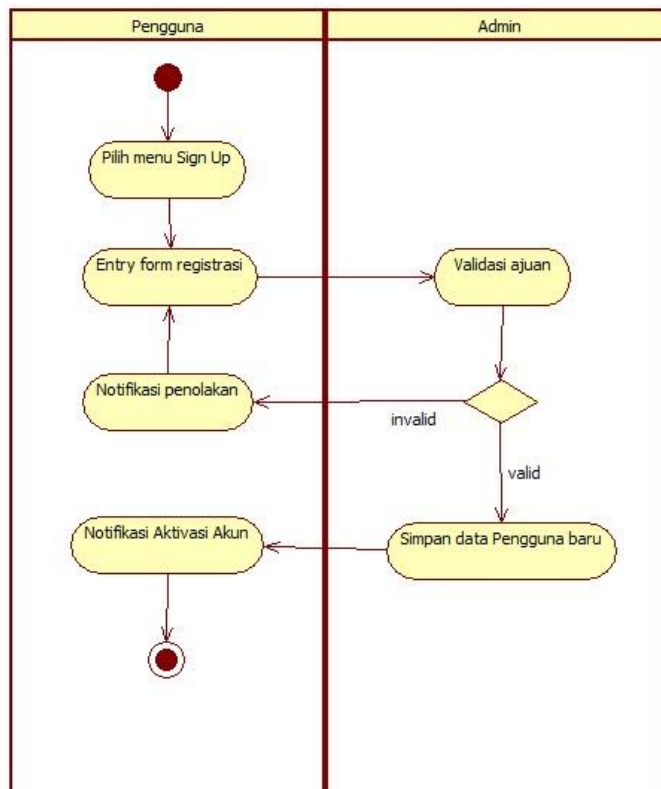 Pengguna
Admin
Pilih menu Sign Up
Entry form registrasi
Validasi ajuan
Notifikasi penolakan
invalid
valid
Notifikasi Aktivasi Akun
Simpan data Pengguna baru